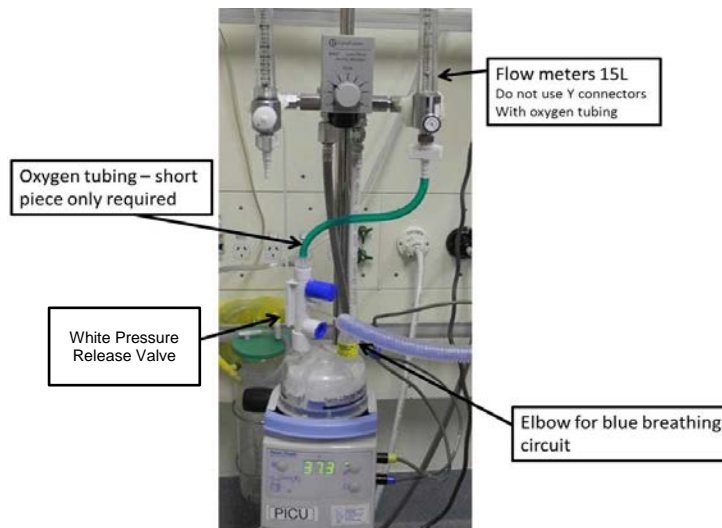 Flow meters 15L
Do not use Y connectors
With oxygen tubing
Oxygen tubing – short
piece only required
White Pressure
Release Valve
Elbow for blue breathing
circuit
37.3
PICU